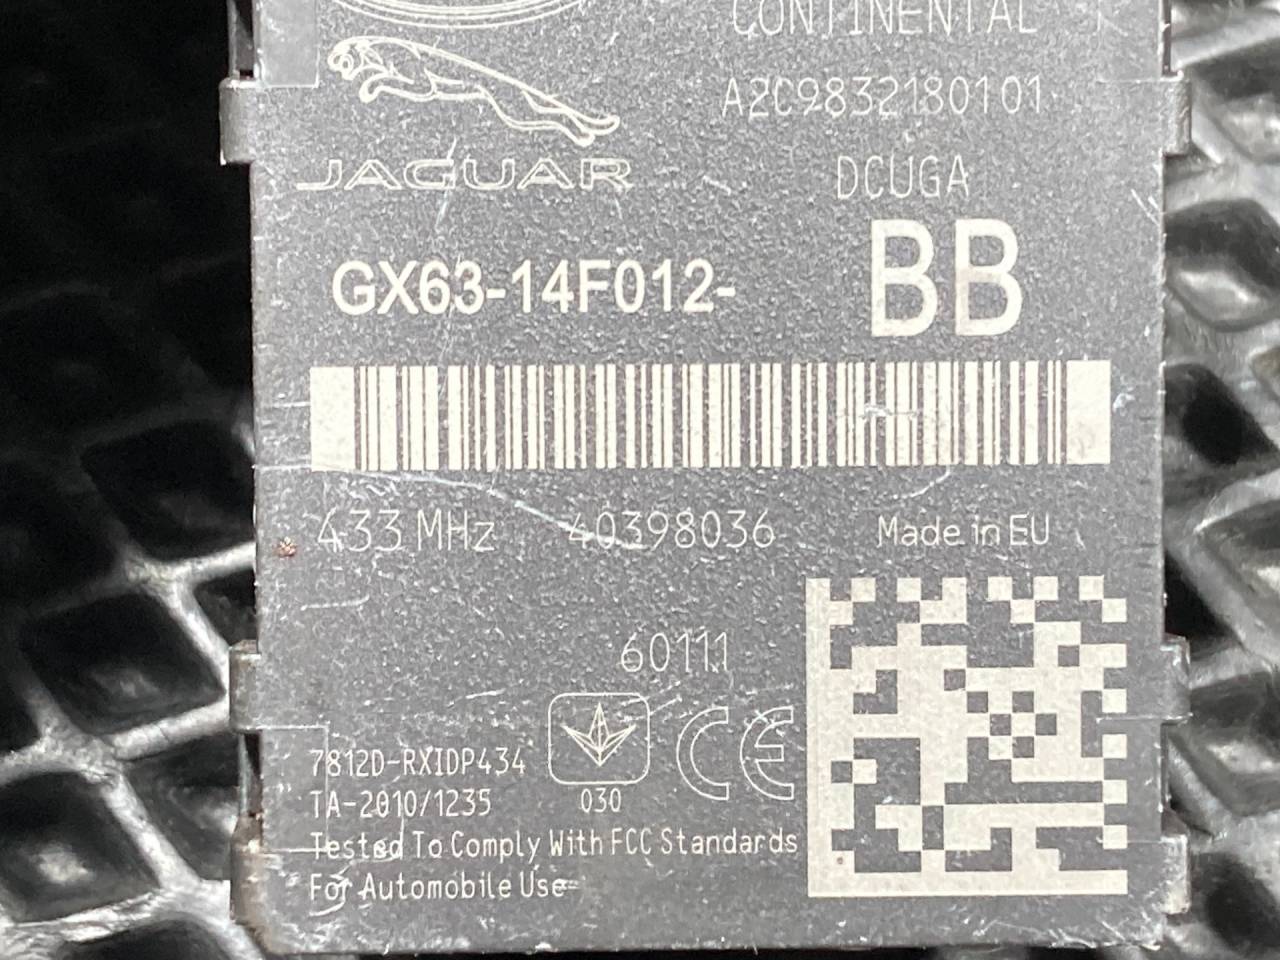 CONTINENTAL
A2C9832180101
JAGUAR
DCUGA
GX63-14F012-
BB
433 MHz 40398036 Made in EU
60111
7812D-RXIDP434
TA-2010/1235
030
CE
Tested To Comply With FCC Standards
For Automobile Use